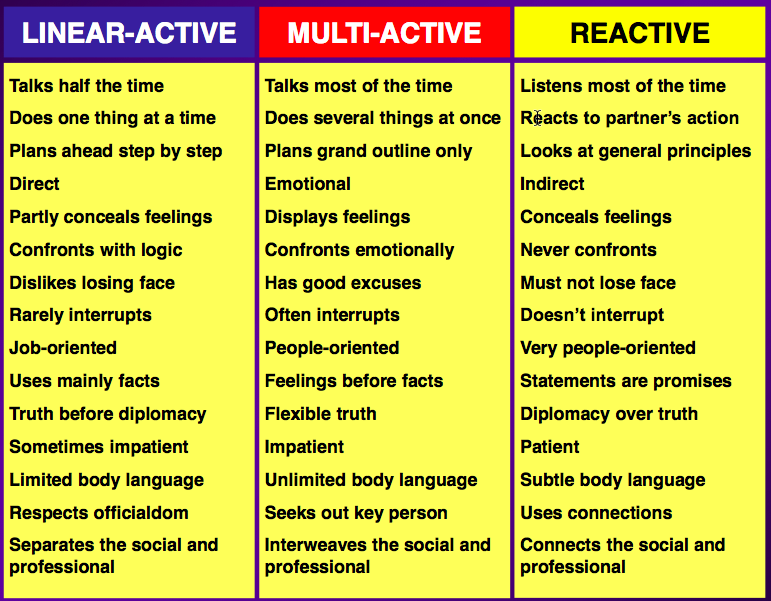 LINEAR-ACTIVE
Talks half the time
Does one thing at a time
Plans ahead step by step
Direct
Partly conceals feelings
Confronts with logic
Dislikes losing face
Rarely interrupts
Job-oriented
Uses mainly facts
Truth before diplomacy
Sometimes impatient
Limited body language
Respects officialdom
Separates the social and
professional
MULTI-ACTIVE
Talks most of the time
Does several things at once
Plans grand outline only
Emotional
Displays feelings
Confronts emotionally
Has good excuses
Often interrupts
People-oriented
Feelings before facts
Flexible truth
Impatient
Unlimited body language
Seeks out key person
Interweaves the social and
professional
REACTIVE
Listens most of the time
Reacts to partner’s action
Looks at general principles
Indirect
Conceals feelings
Never confronts
Must not lose face
Doesn’t interrupt
Very people-oriented
Statements are promises
Diplomacy over truth
Patient
Subtle body language
Uses connections
Connects the social and
professional